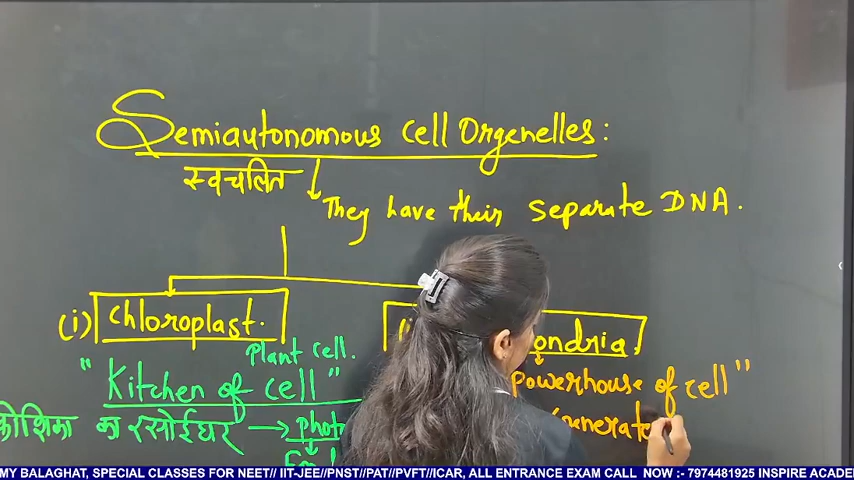 Semiautonomous Cell Organelles:
स्वचलित
They have their separate DNA.
(i) Chloroplast.
ondria.
Plant cell.
"Kitchen of cell"
powerhouse of cell"
कोशिका का रसोईघर → phot
Generate
MY BALAGHAT, SPECIAL CLASSES FOR NEET// IIT-JEE//PNST//PAT//PVFT//ICAR, ALL ENTRANCE EXAM CALL NOW :- 7974481925 INSPIRE ACADE